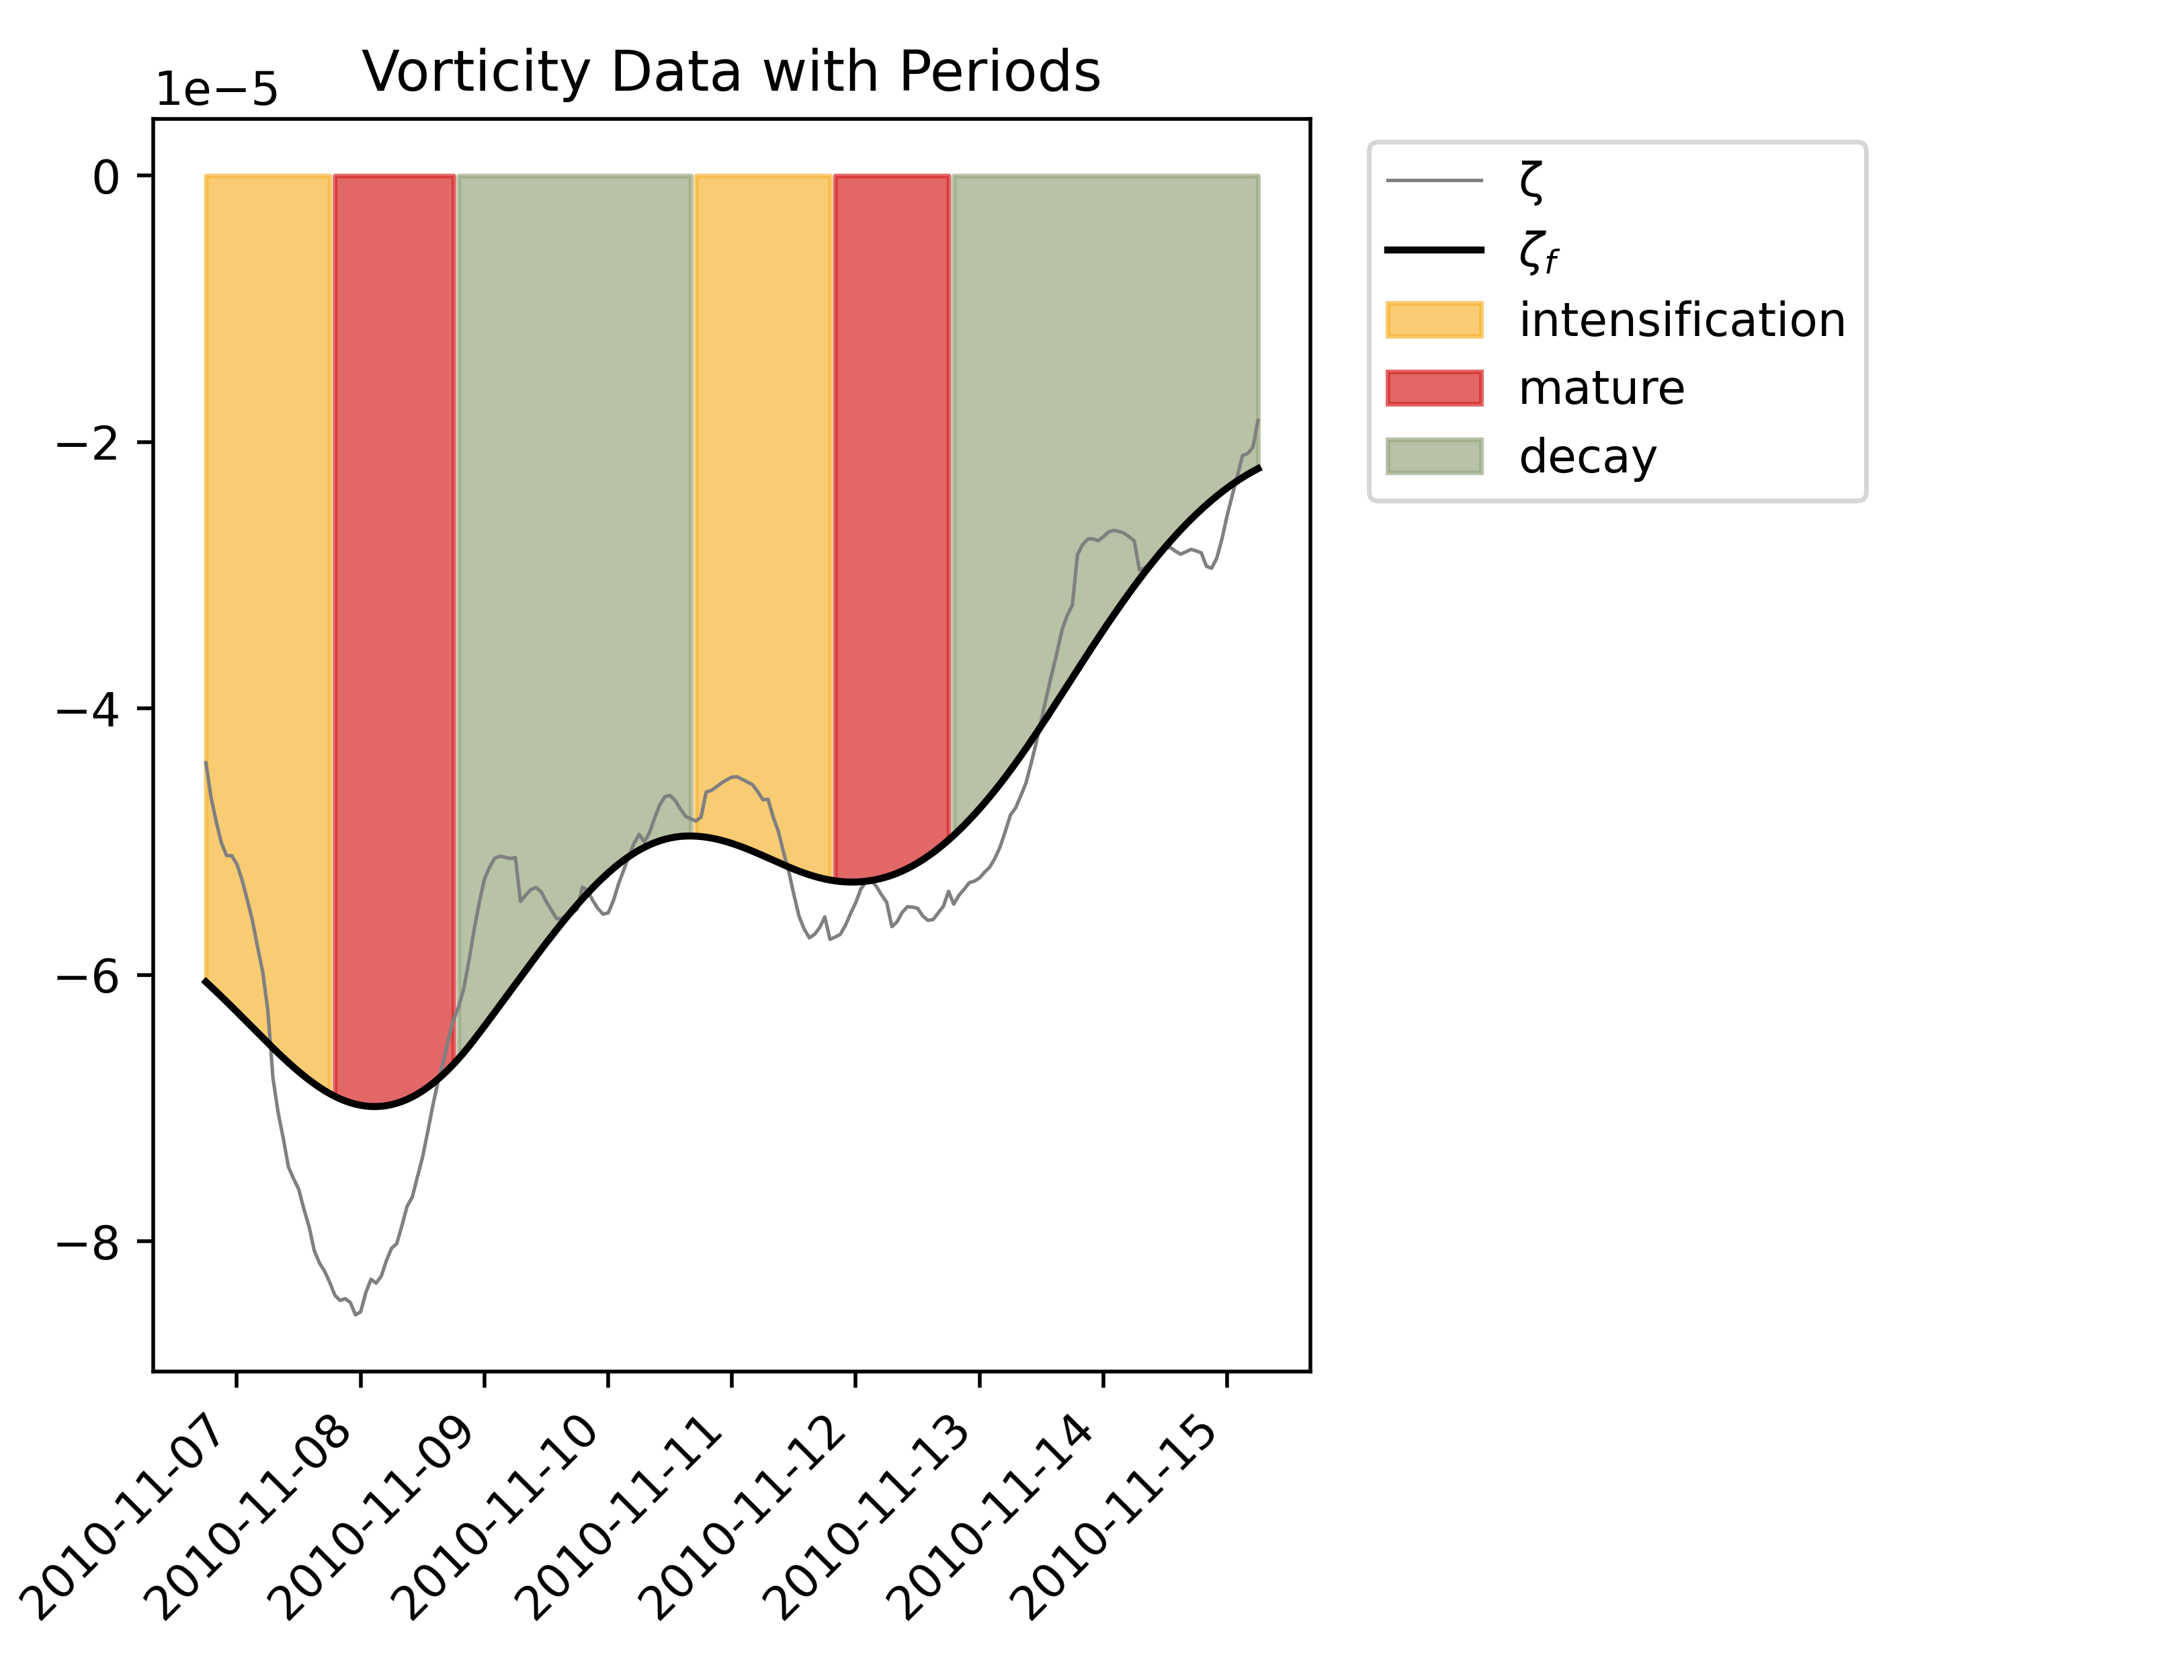 Vorticity Data with Periods
1e−5
0
−2
−4
−6
−8
2010-11-07
2010-11-08
2010-11-09
2010-11-10
2010-11-11
2010-11-12
2010-11-13
2010-11-14
2010-11-15
ζ
ζf
intensification
mature
decay